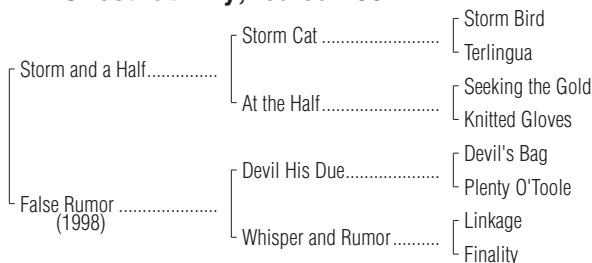 Storm Bird
Storm Cat ........................
Terlingua
Storm and a Half...............
Seeking the Gold
At the Half........................
Knitted Gloves
Devil's Bag
Devil His Due...................
Plenty O'Toole
False Rumor .....................
(1998)
Linkage
Whisper and Rumor..........
Finality